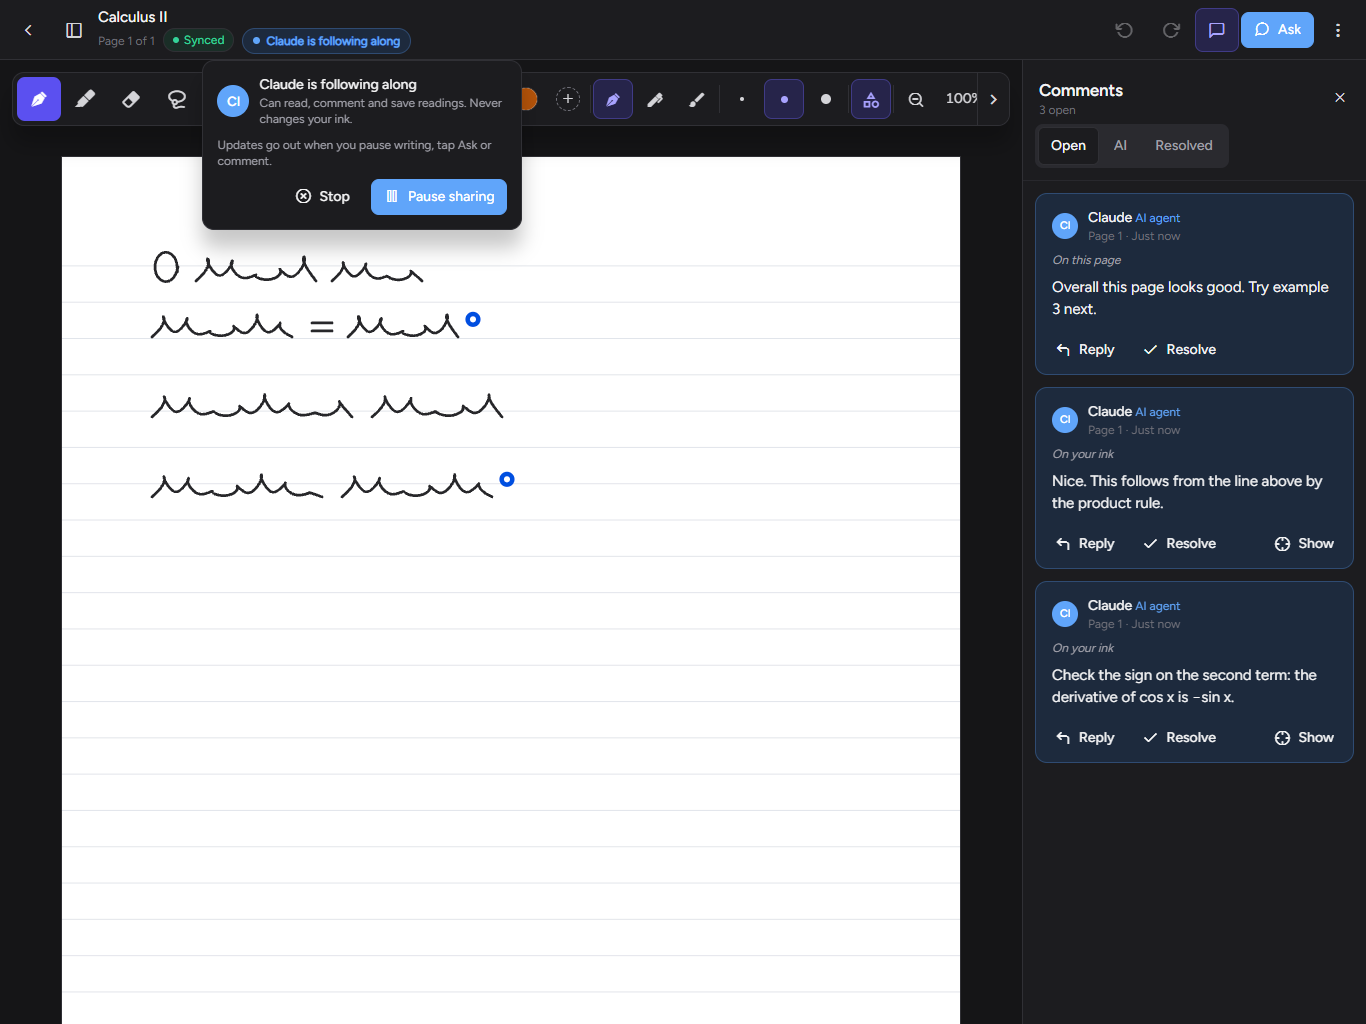 Calculus II
Page 1 of 1
Synced
Claude is following along
Ask
Cl
Claude is following along
Can read, comment and save readings. Never
changes your ink.
Updates go out when you pause writing, tap Ask or
comment.
Stop
Pause sharing
100%
Comments
3 open
Open
AI
Resolved
Cl
Claude AI agent
Page 1 · Just now
On this page
Overall this page looks good. Try example
3 next.
Reply
Resolve
Cl
Claude AI agent
Page 1 · Just now
On your ink
Nice. This follows from the line above by
the product rule.
Reply
Resolve
Show
Cl
Claude AI agent
Page 1 · Just now
On your ink
Check the sign on the second term: the
derivative of cos x is −sin x.
Reply
Resolve
Show